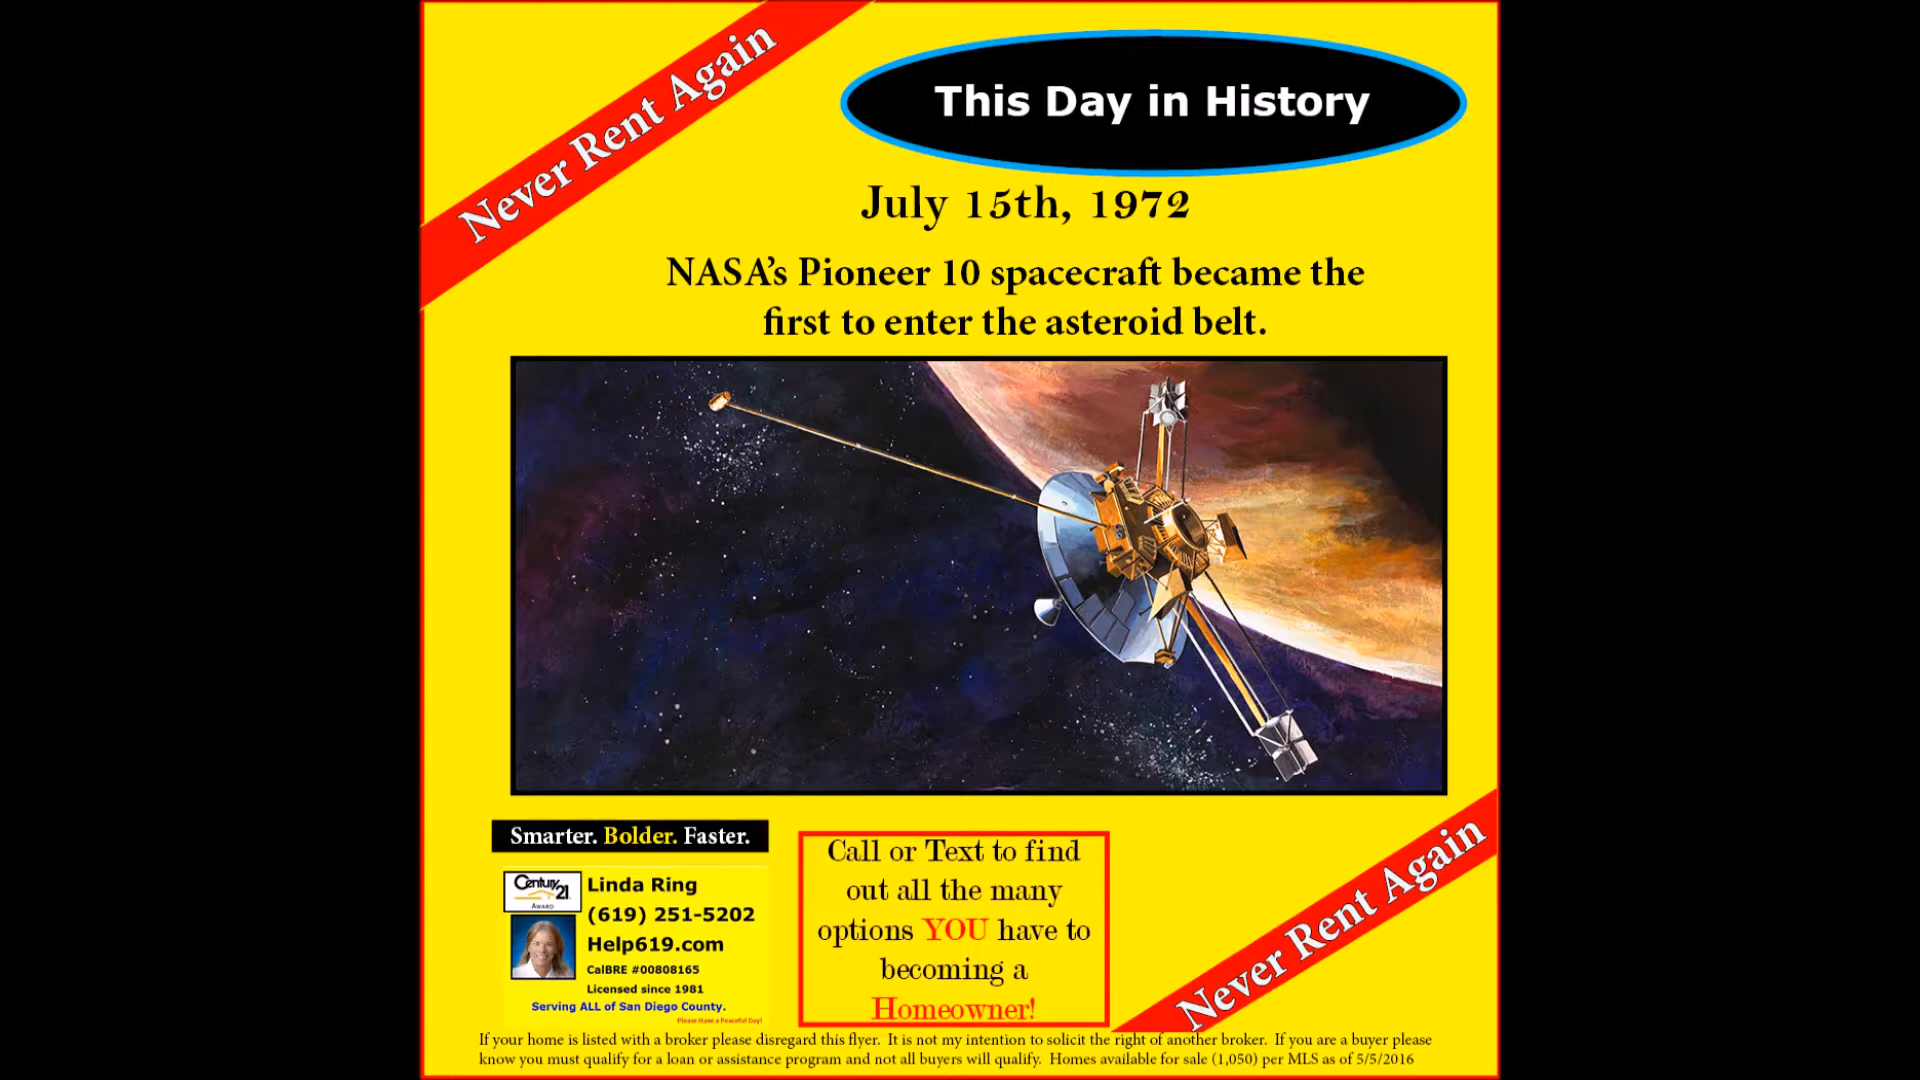 Never Rent Again
This Day in History
July 15th, 1972
NASA's Pioneer 10 spacecraft became the
first to enter the asteroid belt.
Smarter. Bolder. Faster.
Century 21
AWARD
Linda Ring
(619) 251-5202
Help619.com
CalBRE #00808165
Licensed since 1981
Serving ALL of San Diego County.
Please Have a Peaceful Day!
Call or Text to find
out all the many
options YOU have to
becoming a
Homeowner!
Never Rent Again
If your home is listed with a broker please disregard this flyer. It is not my intention to solicit the right of another broker. If you are a buyer please
know you must qualify for a loan or assistance program and not all buyers will qualify. Homes available for sale (1,050) per MLS as of 5/5/2016